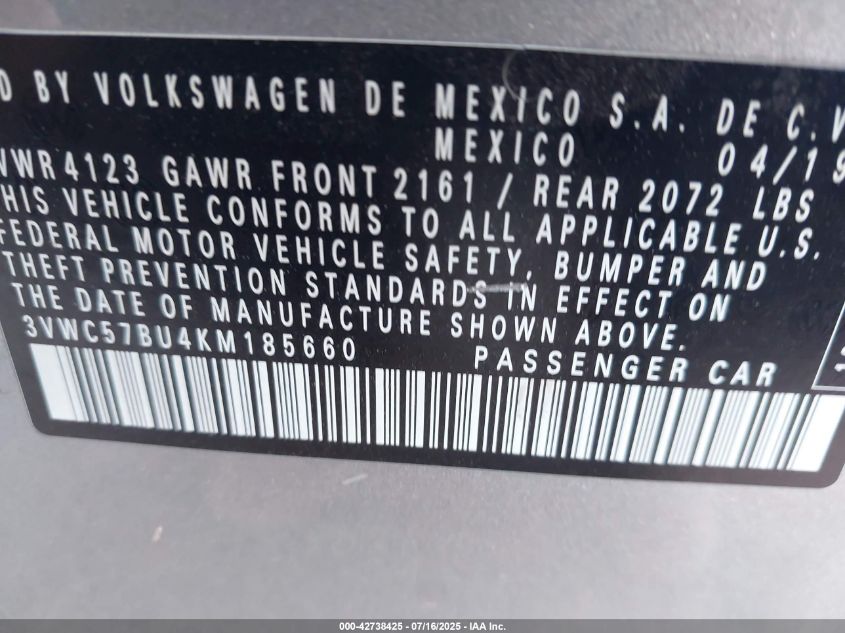 D BY VOLKSWAGEN DE MEXICO S.A. DE C.V
MEXICO 04/19
VWR 4123 GAWR FRONT 2161 / REAR 2072 LBS
HIS VEHICLE CONFORMS TO ALL APPLICABLE U.S.
FEDERAL MOTOR VEHICLE SAFETY, BUMPER AND
THEFT PREVENTION STANDARDS IN EFFECT ON
THE DATE OF MANUFACTURE SHOWN ABOVE.
3VWC57BU4KM185660 PASSENGER CAR
000-42738425 - 07/16/2025 - IAA Inc.